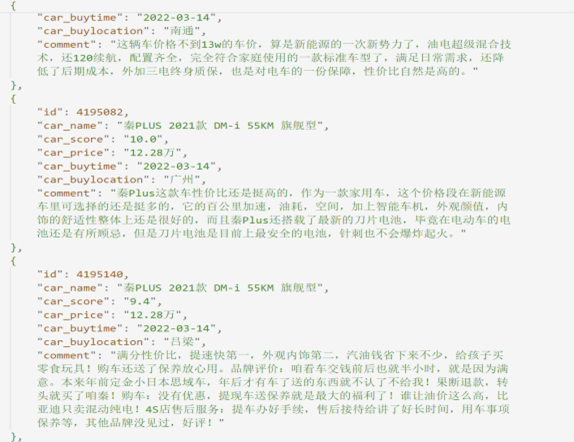 {
"car_buytime": "2022-03-14",
"car_buylocation": "南通",
"comment": "这辆车价格不到13w的车价，算是新能源的一次新势力了，油电超级混合技
术，还120续航，配置齐全，完全符合家庭使用的一款标准车型了，满足日常需求，还降
低了后期成本，外加三电终身质保，也是对电车的一份保障，性价比自然是高的。"
},
{
"id": 4195082,
"car_name": "秦PLUS 2021款 DM-i 55KM 旗舰型",
"car_score": "10.0",
"car_price": "12.28万",
"car_buytime": "2022-03-14",
"car_buylocation": "广州",
"comment": "秦Plus这款车性价比还是挺高的，作为一款家用车，这个价格段在新能源
车里可选择的还是挺多的，它的百公里加速，油耗，空间，加上智能车机，外观颜值，内
饰的舒适性整体上还是很好的，而且秦Plus还搭载了最新的刀片电池，毕竟在电动车的电
池还是有所顾忌，但是刀片电池是目前上最安全的电池，针刺也不会爆炸起火。"
},
{
"id": 4195140,
"car_name": "秦PLUS 2021款 DM-i 55KM 旗舰型",
"car_score": "9.4",
"car_price": "12.28万",
"car_buytime": "2022-03-14",
"car_buylocation": "吕梁",
"comment": "满分性价比，提速快第一，外观内饰第二，汽油钱省下来不少，给孩子买
零食玩具！购车还送了保养放心用。品牌评价：咱看车交钱前后也就半小时，就是因为满
意。本来年前定金小日本思域车，年后才有车了送的东西就不认了不给我！果断退款，转
头就买了咱秦！购车：没有优惠，提现车送保养就是最大的福利了！谁让油价这么高，比
亚迪只卖混动纯电！4S店售后服务：提车办好手续，售后接待给讲了好长时间，用车事项
保养等，其他品牌没见过，好评！"
},